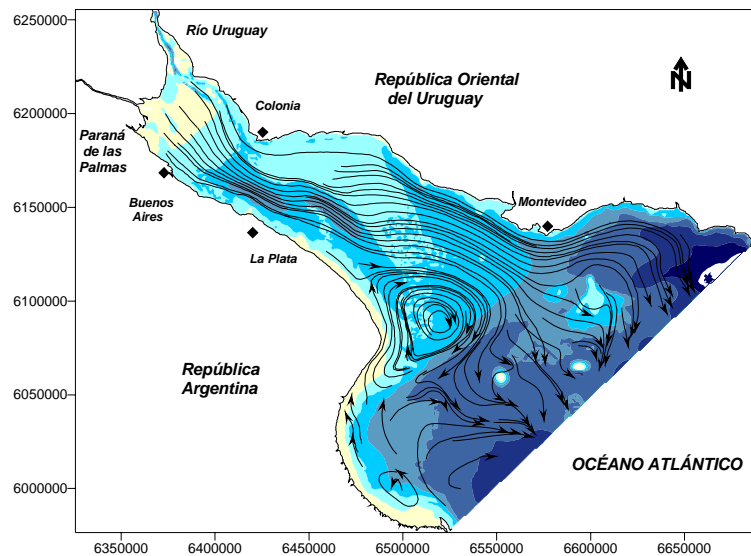 6250000
6200000
6150000
6100000
6050000
6000000
Río Uruguay
República Oriental
del Uruguay
N
Colonia
Paraná
de las
Palmas
Buenos
Aires
Montevideo
La Plata
República
Argentina
OCÉANO ATLÁNTICO
6350000 6400000 6450000 6500000 6550000 6600000 6650000